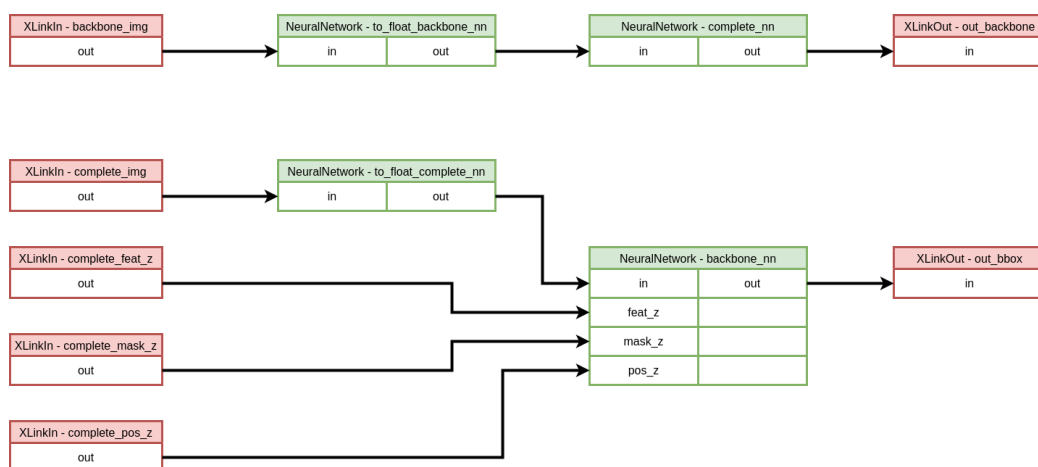 XLinkIn - backbone_img
out
NeuralNetwork - to_float_backbone_nn
in out
NeuralNetwork - complete_nn
in out
XLinkOut - out_backbone
in
XLinkIn - complete_img
out
NeuralNetwork - to_float_complete_nn
in out
XLinkIn - complete_feat_z
out
NeuralNetwork - backbone_nn
in out
feat_z
mask_z
pos_z
XLinkOut - out_bbox
in
XLinkIn - complete_mask_z
out
XLinkIn - complete_pos_z
out